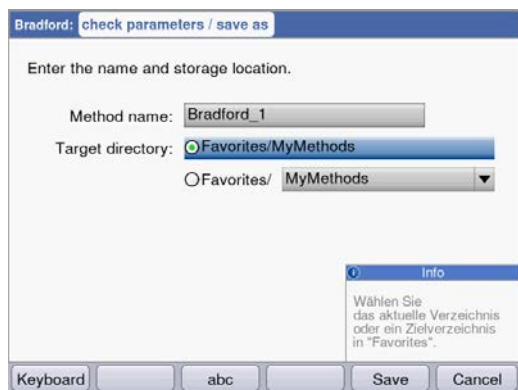 Bradford: check parameters / save as
Enter the name and storage location.
Method name: Bradford_1
Target directory: Favorites/MyMethods
Favorites/ MyMethods
Info
Wählen Sie
das aktuelle Verzeichnis
oder ein Zielverzeichnis
in "Favorites".
Keyboard abc Save Cancel